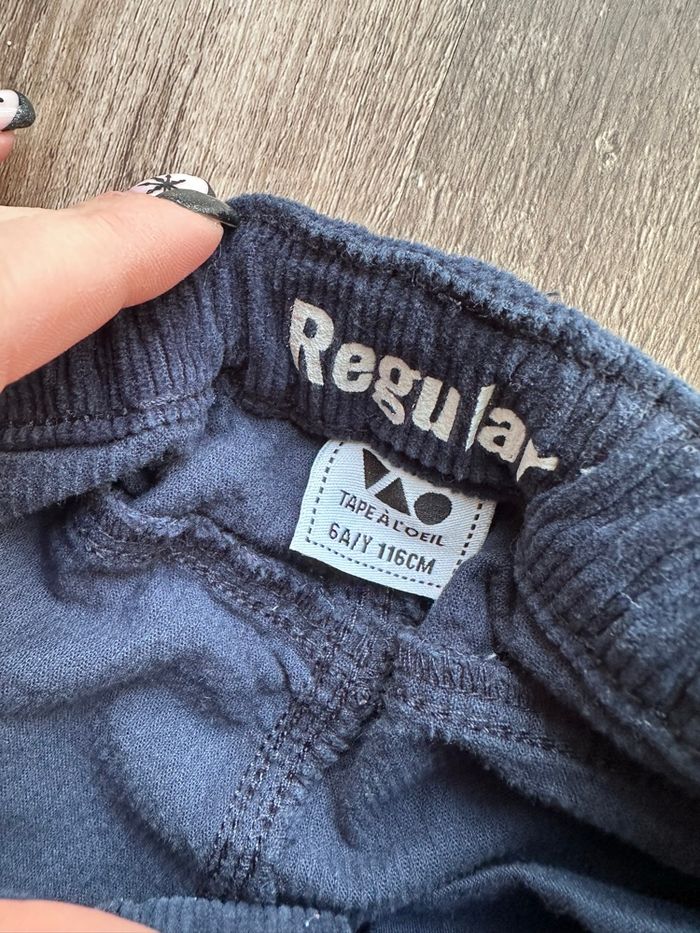 Regular
TAPE À L'OEIL
6A/Y 116CM